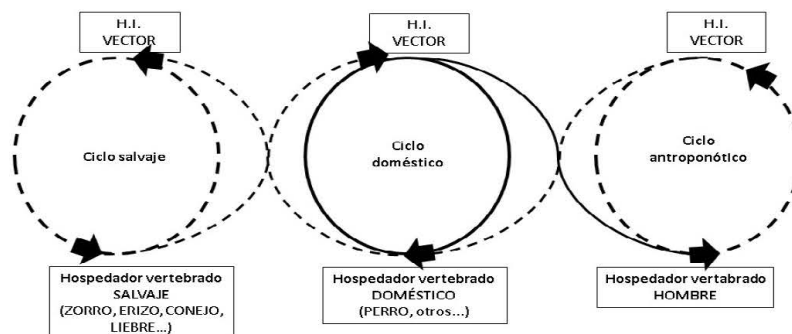 H.I.
VECTOR
H.I.
VECTOR
H.I.
VECTOR
Ciclo salvaje
Ciclo
doméstico
Ciclo
antroponótico
Hospedador vertebrado
SALVAJE
(ZORRO, ERIZO, CONEJO,
LIEBRE...)
Hospedador vertebrado
DOMÉSTICO
(PERRO, otros...)
Hospedador vertabrado
HOMBRE